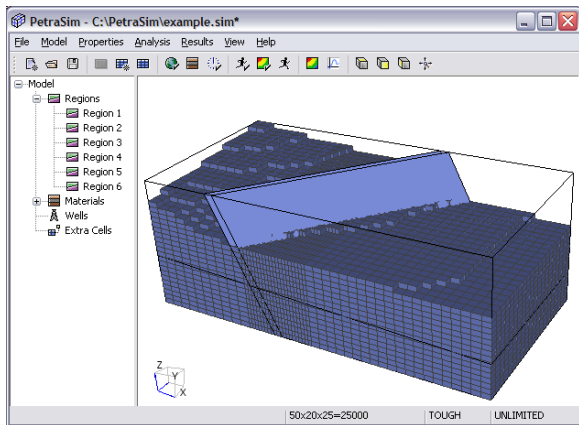 PetraSim - C:\PetraSim\example.sim*
File Model Properties Analysis Results View Help
Model
Regions
Region 1
Region 2
Region 3
Region 4
Region 5
Region 6
Materials
Wells
Extra Cells
Z
Y
X
50x20x25=25000 TOUGH UNLIMITED